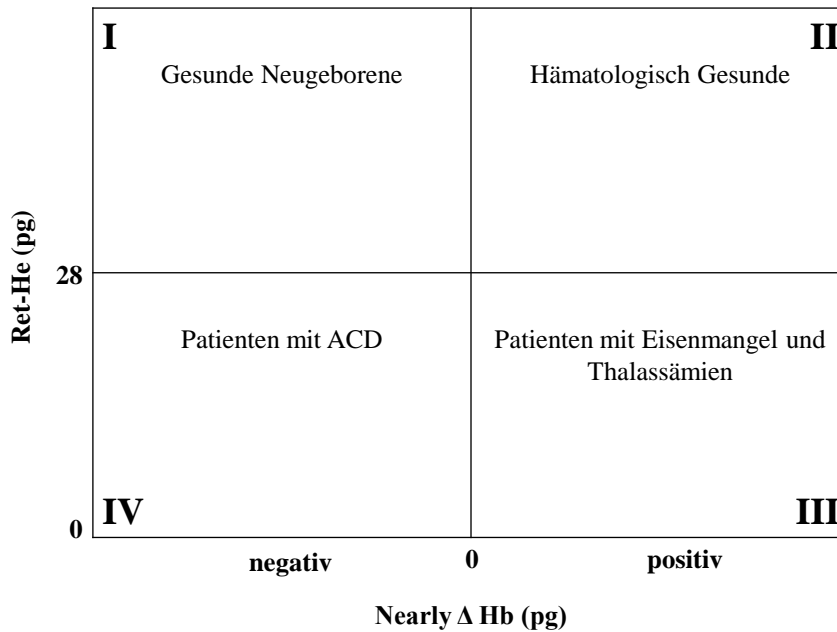 I
II
Gesunde Neugeborene
Hämatologisch Gesunde
Ret-He (pg)
28
Patienten mit ACD
Patienten mit Eisenmangel und
Thalassämien
IV
III
0
negativ
0
positiv
Nearly Δ Hb (pg)